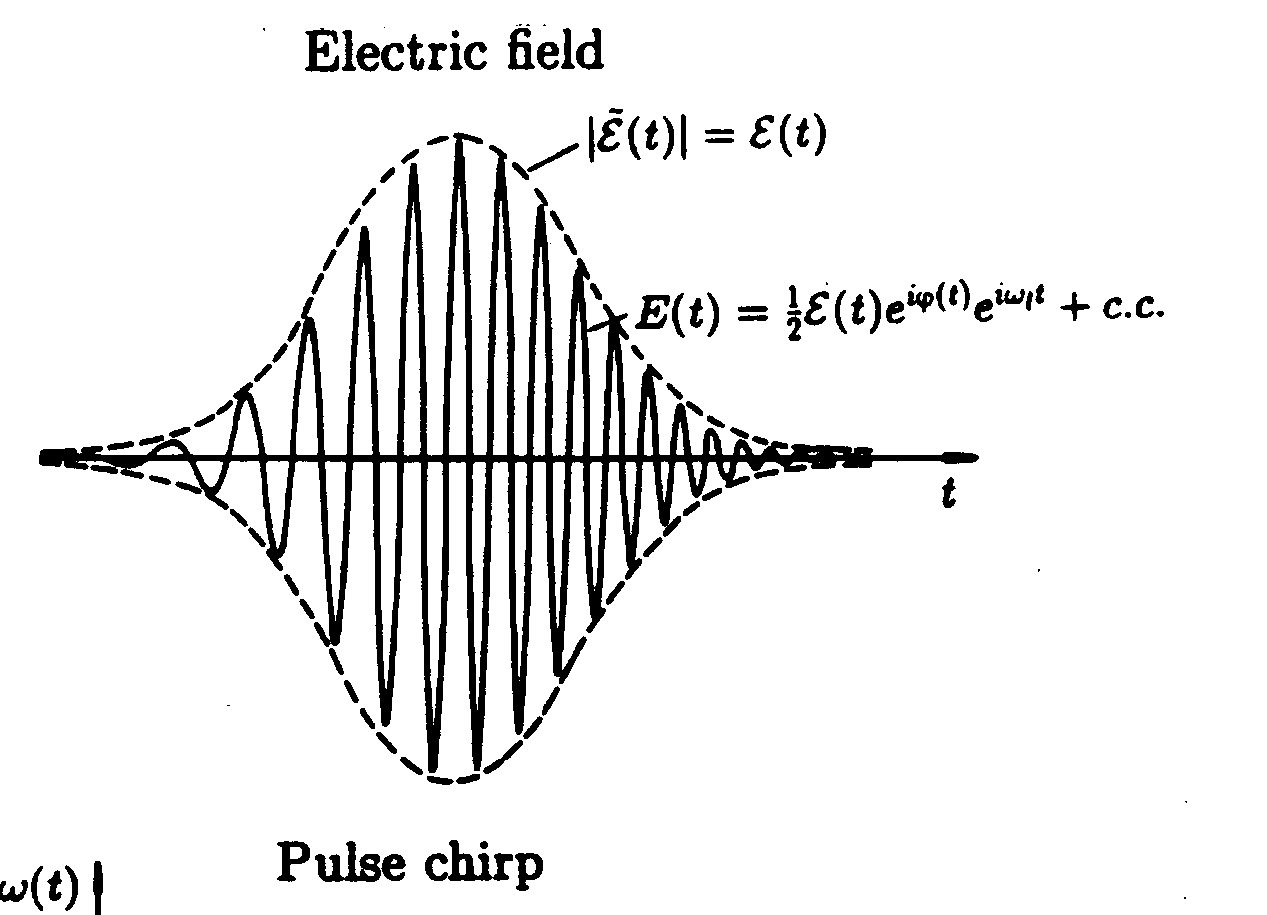 Electric field
|ℰ̃(t)| = ℰ(t)
E(t) = ½ℰ(t)e^{iφ(t)}e^{iω_l t} + c.c.
t
Pulse chirp
ω(t)